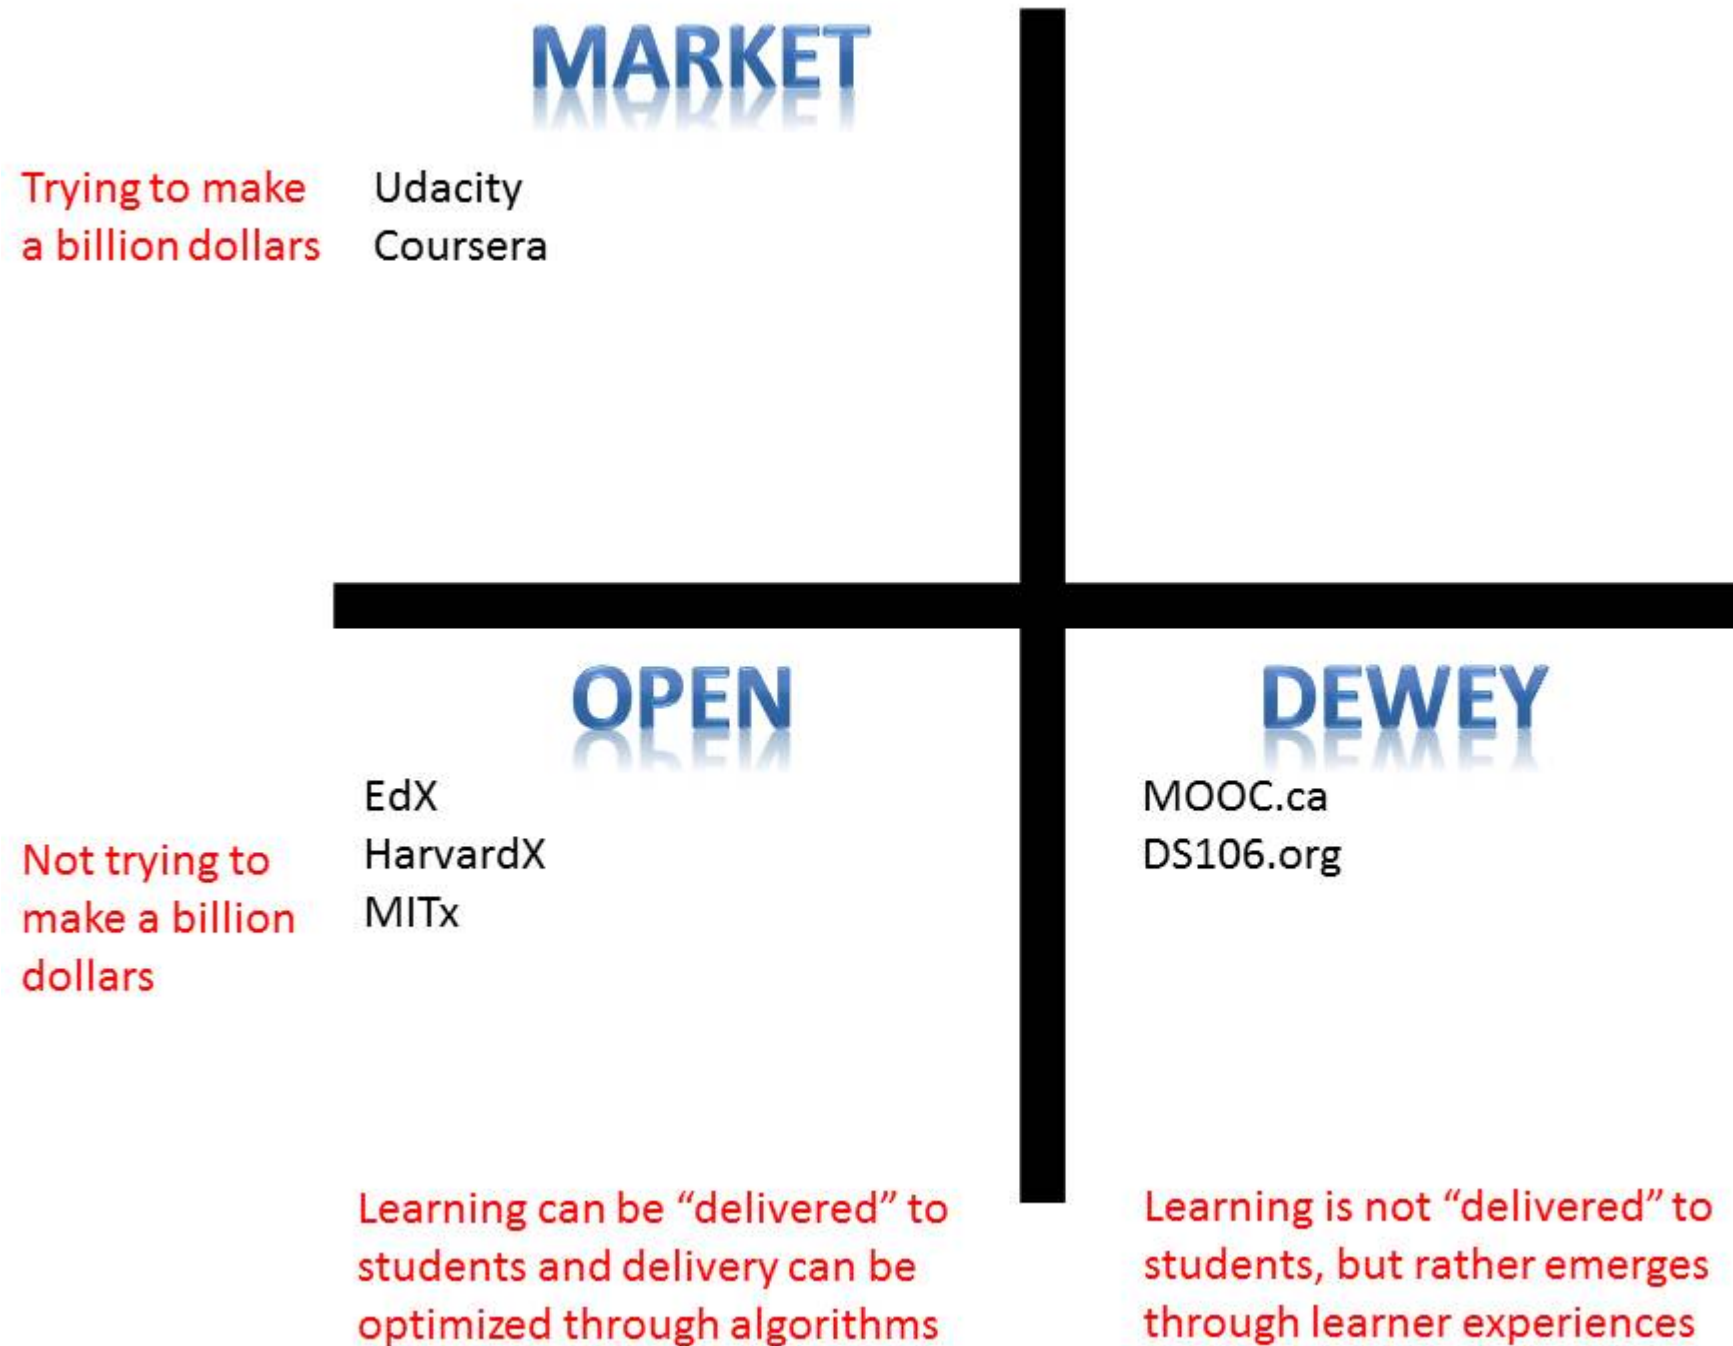 MARKET
Trying to make
a billion dollars
Udacity
Coursera
OPEN
DEWEY
EdX
HarvardX
MITx
MOOC.ca
DS106.org
Not trying to
make a billion
dollars
Learning can be “delivered” to
students and delivery can be
optimized through algorithms
Learning is not “delivered” to
students, but rather emerges
through learner experiences